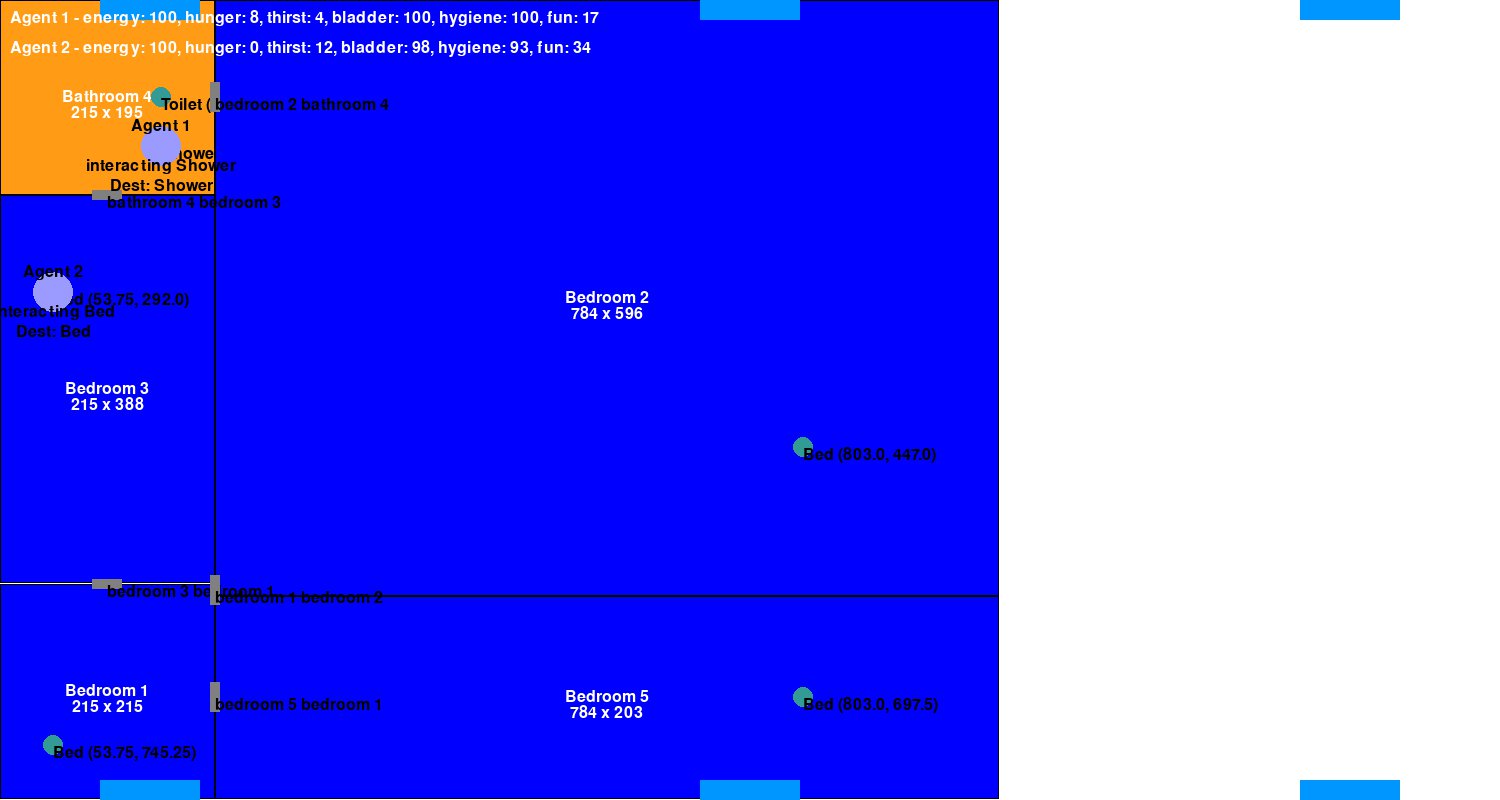 Agent 1 - energy: 100, hunger: 8, thirst: 4, bladder: 100, hygiene: 100, fun: 17
Agent 2 - energy: 100, hunger: 0, thirst: 12, bladder: 98, hygiene: 93, fun: 34
Bathroom 4
215 x 195
Toilet (
bedroom 2 bathroom 4
Agent 1
interacting Shower
Dest: Shower
bathroom 4 bedroom 3
Agent 2
(53.75, 292.0)
Bed
Dest: Bed
Bedroom 2
784 x 596
Bedroom 3
215 x 388
Bed (803.0, 447.0)
bedroom 3 bedroom 1
bedroom 1 bedroom 2
Bedroom 1
215 x 215
bedroom 5 bedroom 1
Bedroom 5
784 x 203
Bed (803.0, 697.5)
Bed (53.75, 745.25)